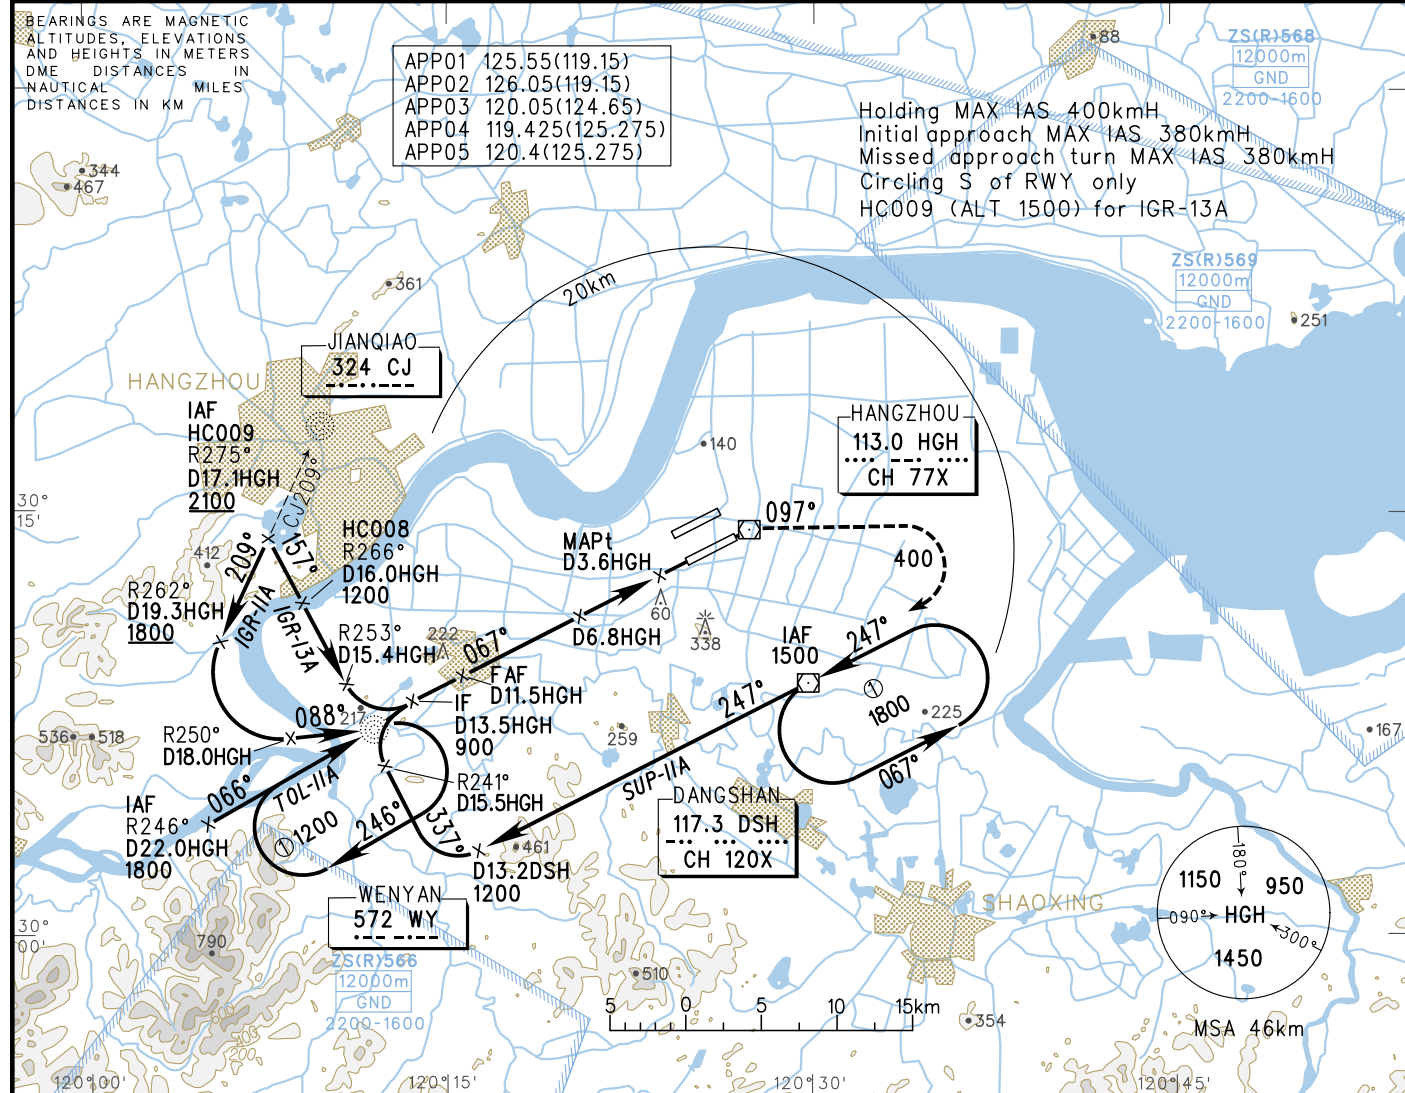 BEARINGS ARE MAGNETIC
ALTITUDES, ELEVATIONS
AND HEIGHTS IN METERS
DME DISTANCES IN
NAUTICAL MILES
DISTANCES IN KM
APP01 125.55(119.15)
APP02 126.05(119.15)
APP03 120.05(124.65)
APP04 119.425(125.275)
APP05 120.4(125.275)
88
ZS(R)568
12000m
GND
2200-1600
Holding MAX IAS 400kmH
Initial approach MAX IAS 380kmH
Missed approach turn MAX IAS 380kmH
Circling S of RWY only
HC009 (ALT 1500) for IGR-13A
344
467
ZS(R)569
12000m
GND
2200-1600
251
361
20km
JIANQIAO
324 CJ
HANGZHOU
IAF
HC009
R275°
D17.1HGH
2100
CJ209°
140
HANGZHOU
113.0 HGH
CH 77X
30°
15'
209°
157°
HC008
R266°
D16.0HGH
1200
412
MAPt
D3.6HGH
097°
400
R262°
D19.3HGH
1800
IGR-11A
IGR-13A
R253°
D15.4HGH
222
067°
D6.8HGH
60
338
IAF
1500
247°
247°
1
1800
225
067°
FAF
D11.5HGH
IF
D13.5HGH
900
217
088°
R250°
D18.0HGH
536
518
259
167
SUP-11A
066°
TOL-11A
IAF
R246°
D22.0HGH
1800
R241°
D15.5HGH
1
1200
246°
337°
461
D13.2DSH
1200
DANGSHAN
117.3 DSH
CH 120X
WENYAN
572 WY
SHAOXING
1150
180°
950
090°
HGH
300°
1450
MSA 46km
30°
00'
790
ZS(R)566
12000m
GND
2200-1600
600
400
200
510
354
5 0 5 10 15km
120°00'
120°15'
120°30'
120°45'